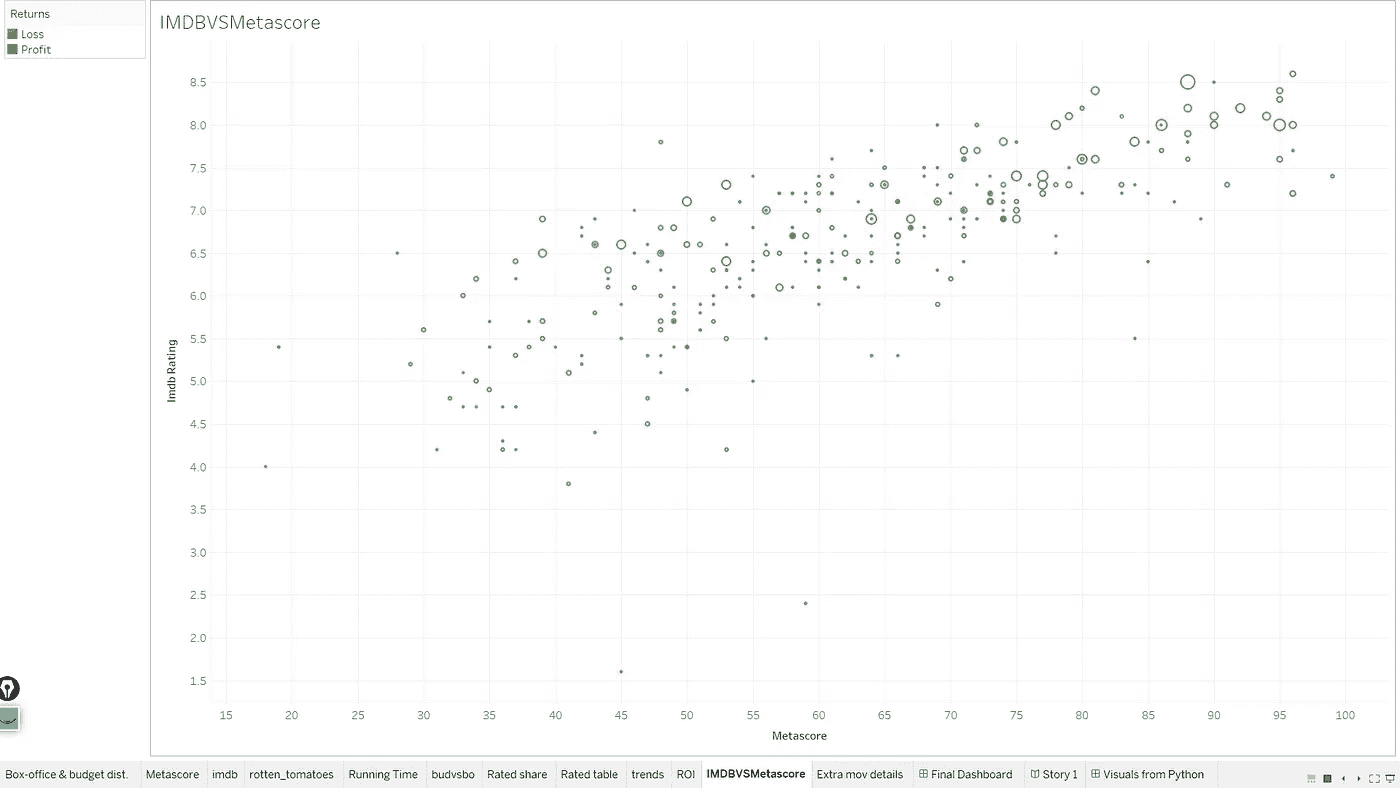 Returns
Loss
Profit
IMDBVSMetascore
8.5
8.0
7.5
7.0
6.5
6.0
5.5
5.0
4.5
4.0
3.5
3.0
2.5
2.0
1.5
Imdb Rating
15 20 25 30 35 40 45 50 55 60 65 70 75 80 85 90 95 100
Metascore
Box-office & budget dist. Metascore imdb rotten_tomatoes Running Time budvsbo Rated share Rated table trends ROI IMDBVSMetascore Extra mov details Final Dashboard Story 1 Visuals from Python